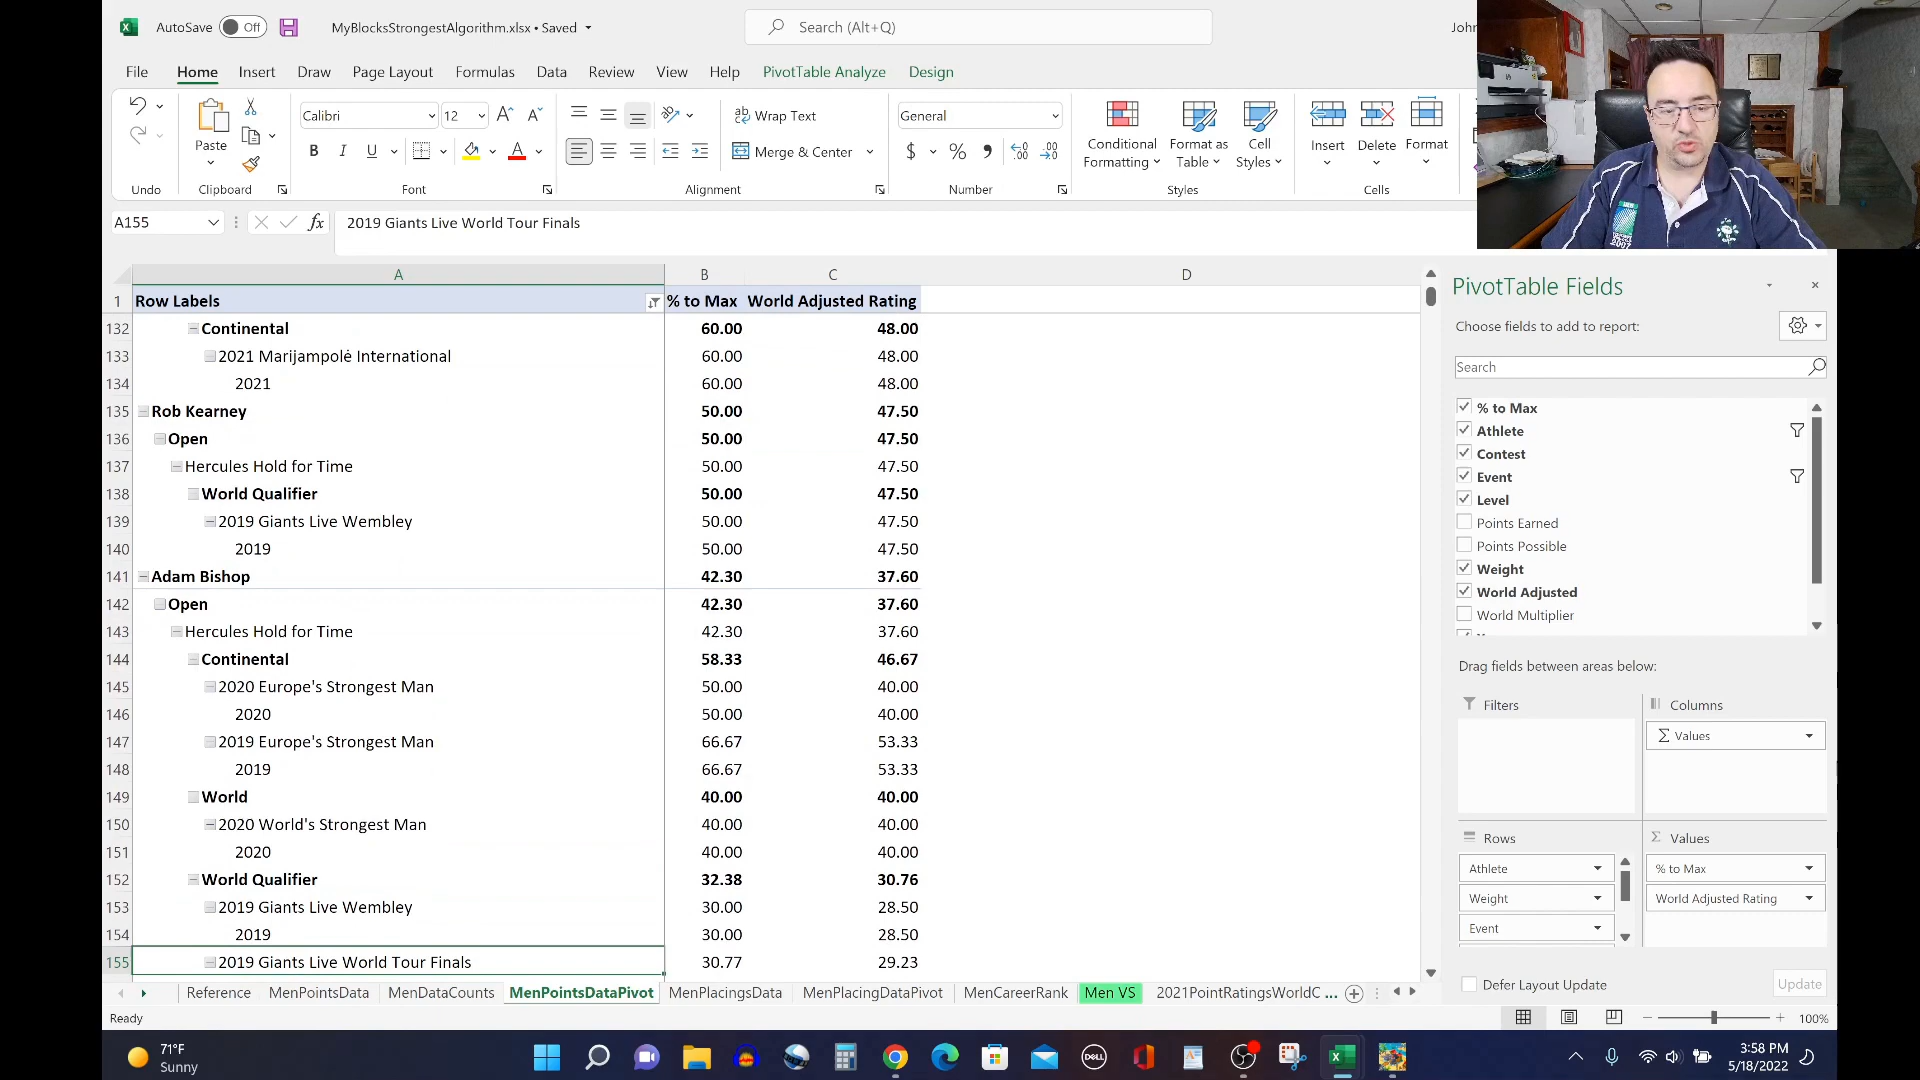 AutoSave Off MyBlocksStrongestAlgorithm.xlsx • Saved Search (Alt+Q) John
File Home Insert Draw Page Layout Formulas Data Review View Help PivotTable Analyze Design
Paste Calibri 12 B I U A A A ab Wrap Text Merge & Center General $ % , Conditional Formatting Format as Table Cell Styles Insert Delete Format
Undo Clipboard Font Alignment Number Styles Cells
A155 fx 2019 Giants Live World Tour Finals
A B C D
1 Row Labels % to Max World Adjusted Rating
132 Continental 60.00 48.00
133 2021 Marijampolė International 60.00 48.00
134 2021 60.00 48.00
135 Rob Kearney 50.00 47.50
136 Open 50.00 47.50
137 Hercules Hold for Time 50.00 47.50
138 World Qualifier 50.00 47.50
139 2019 Giants Live Wembley 50.00 47.50
140 2019 50.00 47.50
141 Adam Bishop 42.30 37.60
142 Open 42.30 37.60
143 Hercules Hold for Time 42.30 37.60
144 Continental 58.33 46.67
145 2020 Europe's Strongest Man 50.00 40.00
146 2020 50.00 40.00
147 2019 Europe's Strongest Man 66.67 53.33
148 2019 66.67 53.33
149 World 40.00 40.00
150 2020 World's Strongest Man 40.00 40.00
151 2020 40.00 40.00
152 World Qualifier 32.38 30.76
153 2019 Giants Live Wembley 30.00 28.50
154 2019 30.00 28.50
155 2019 Giants Live World Tour Finals 30.77 29.23
PivotTable Fields
Choose fields to add to report:
Search
% to Max
Athlete
Contest
Event
Level
Points Earned
Points Possible
Weight
World Adjusted
World Multiplier
Drag fields between areas below:
Filters Columns
Σ Values
Rows Σ Values
Athlete % to Max
Weight World Adjusted Rating
Event
Defer Layout Update Update
Reference MenPointsData MenDataCounts MenPointsDataPivot MenPlacingsData MenPlacingDataPivot MenCareerRank Men VS 2021PointRatingsWorldC ...
Ready 100%
71°F
Sunny
DELL
3:58 PM
5/18/2022